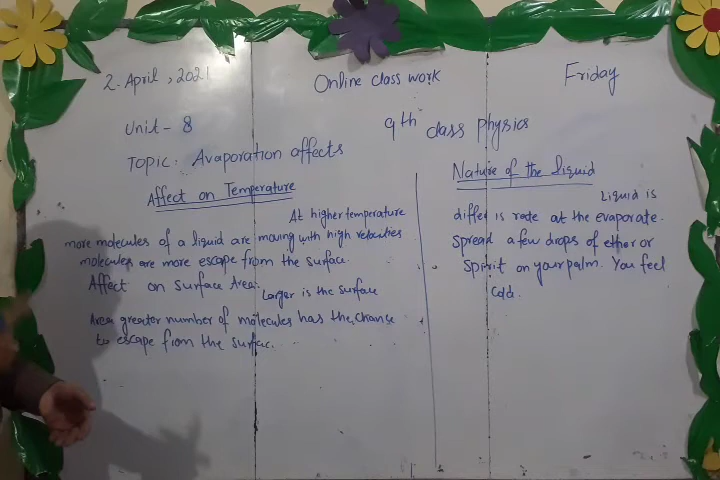 2. April, 2021
Online class work
Friday
Unit - 8
9th class Physics
Topic: Avaporation affects
Affect on Temperature
At higher temperature
more molecules of a liquid are moving with high velocities
molecules are more escape from the surface.
Affect on Surface Area:
Larger is the surface
Area greater number of molecules has the chance
to escape from the surfac.
Nature of the liquid
Liquid is
differ is rate at the evaporate.
Spread a few drops of ether or
Spirit on your palm. You feel
cold.